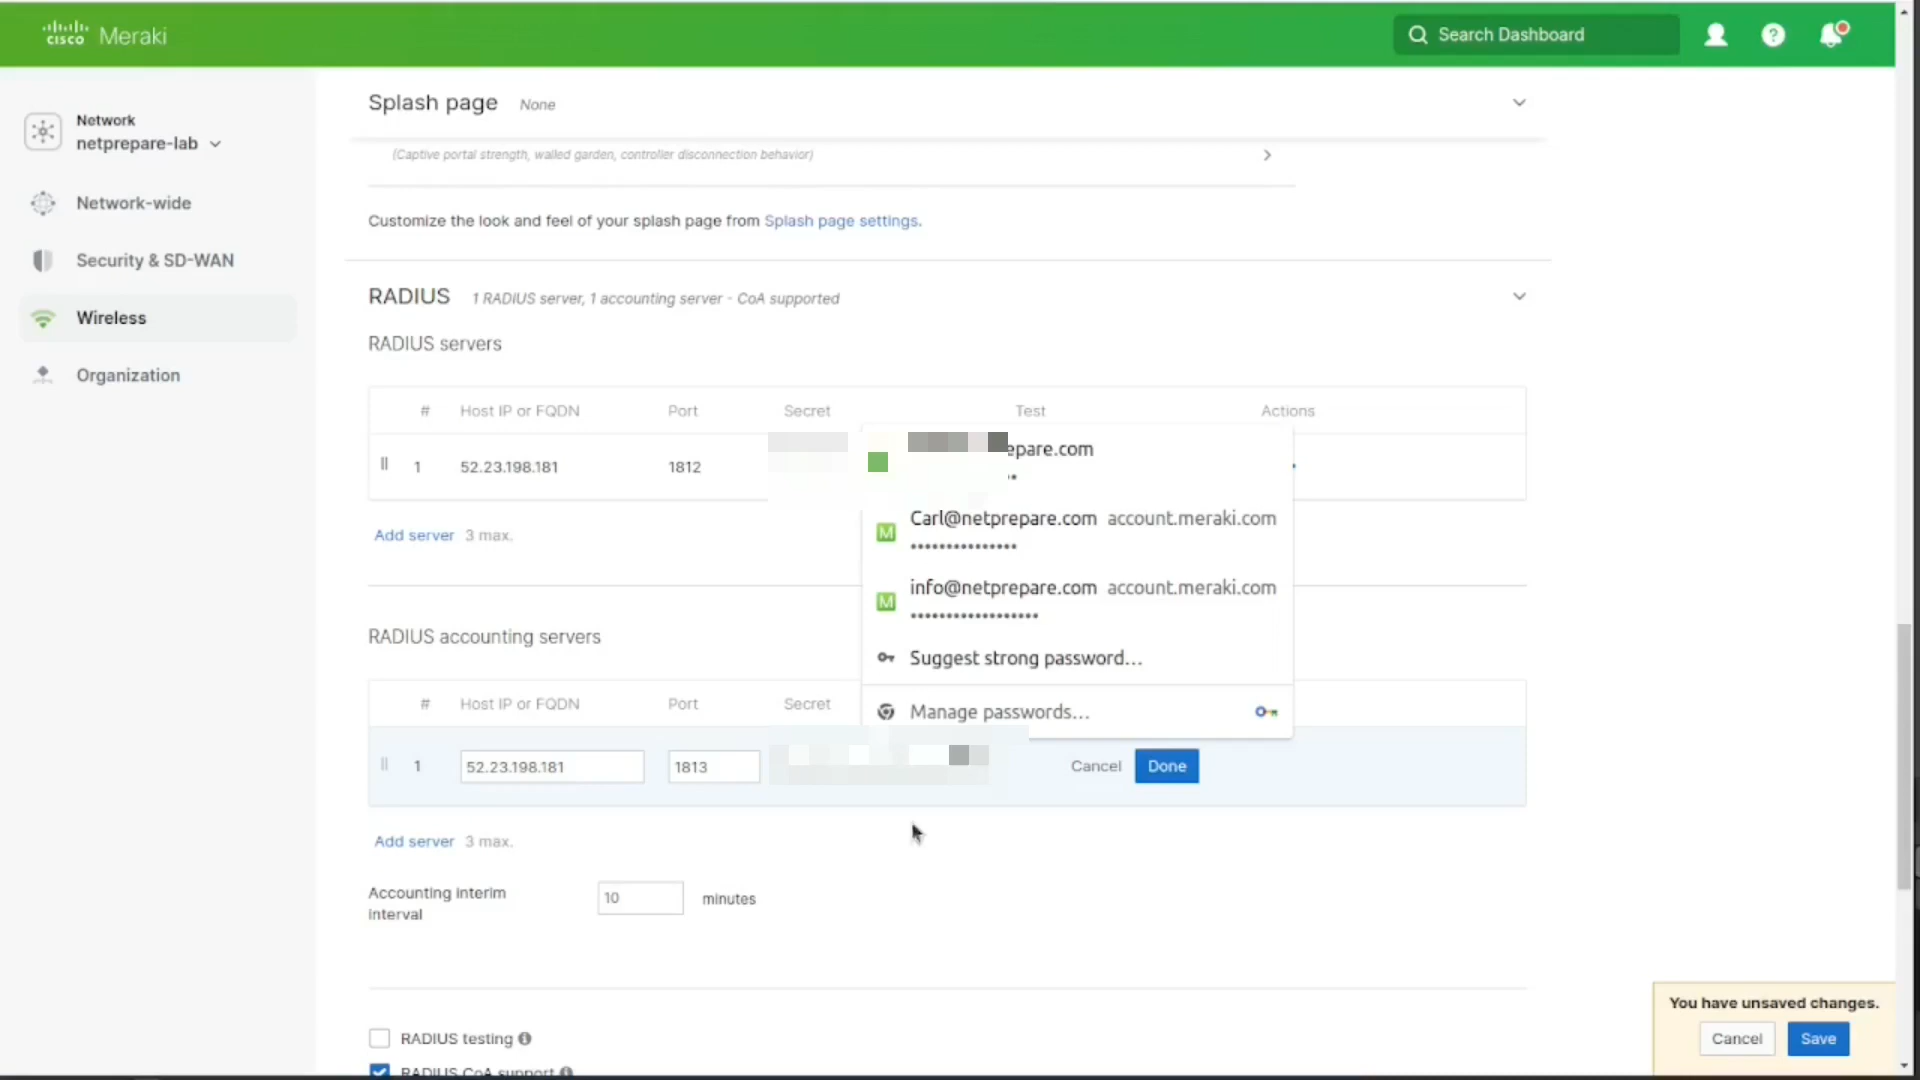 CISCO Meraki
Search Dashboard
Network
netprepare-lab
Network-wide
Security & SD-WAN
Wireless
Organization
Splash page None
(Captive portal strength, walled garden, controller disconnection behavior)
Customize the look and feel of your splash page from Splash page settings.
RADIUS 1 RADIUS server, 1 accounting server - CoA supported
RADIUS servers
# Host IP or FQDN Port Secret Test Actions
1 52.23.198.181 1812
epare.com
Add server 3 max.
Carl@netprepare.com account.meraki.com
•••••••••••••••
info@netprepare.com account.meraki.com
••••••••••••••••••
Suggest strong password...
Manage passwords...
RADIUS accounting servers
# Host IP or FQDN Port Secret
1 52.23.198.181 1813 Cancel Done
Add server 3 max.
Accounting interim
interval
10 minutes
RADIUS testing
RADIUS CoA support
You have unsaved changes.
Cancel Save